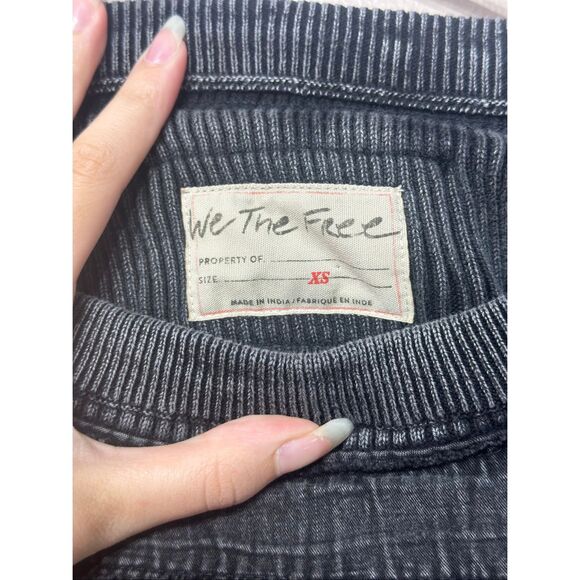 We The Free
PROPERTY OF.
SIZE XS
MADE IN INDIA / FABRIQUE EN INDE